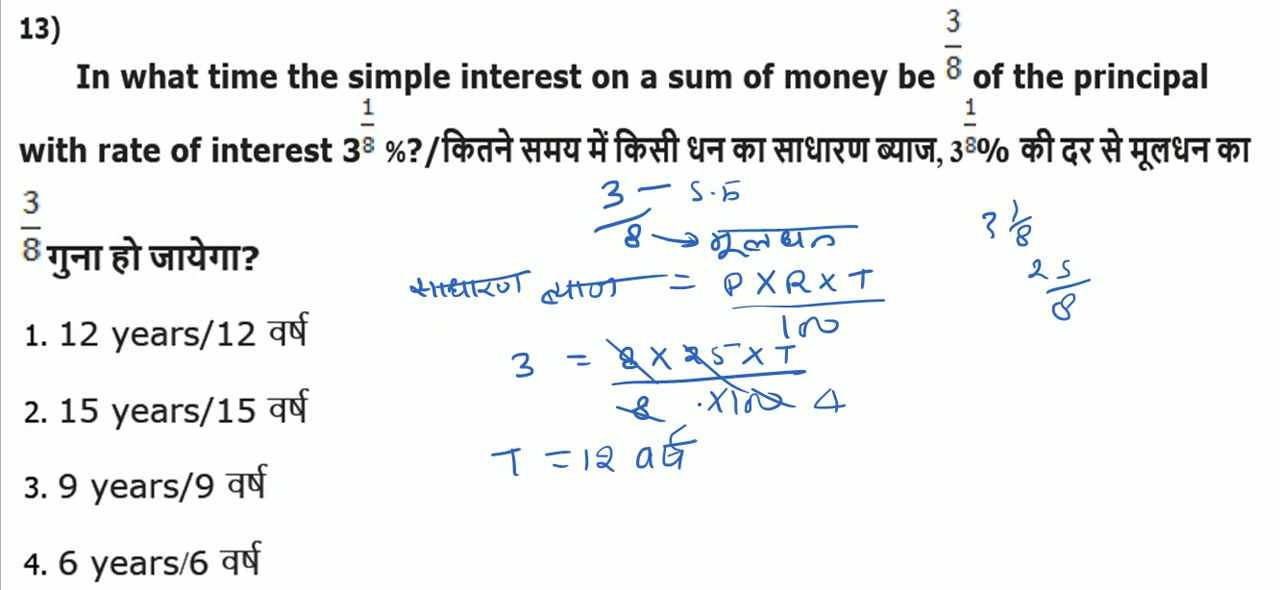 13)
In what time the simple interest on a sum of money be 3/8 of the principal
with rate of interest 3 1/8 %?/कितने समय में किसी धन का साधारण ब्याज, 3 1/8% की दर से मूलधन का
3/8 गुना हो जायेगा?
3 — S.I
8 → मूलधन
3 1/8
25/8
साधारण ब्याज = P X R X T / 100
3 = 8 X 25 X T / 8 X 100 4
T = 12 वर्ष
1. 12 years/12 वर्ष
2. 15 years/15 वर्ष
3. 9 years/9 वर्ष
4. 6 years/6 वर्ष